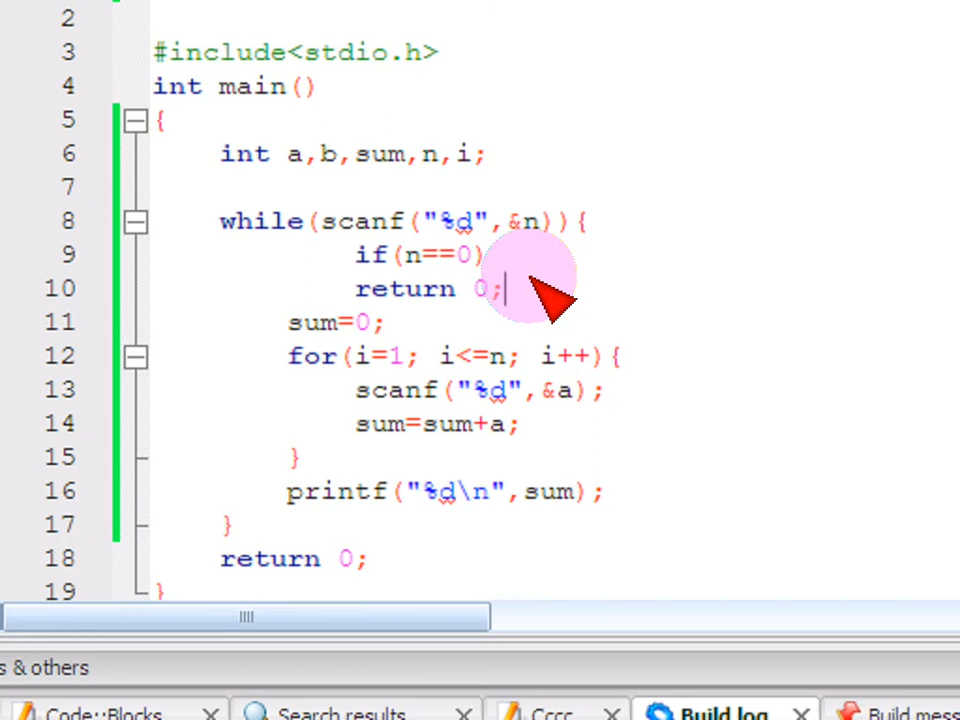 2
3 #include<stdio.h>
4 int main()
5 {
6 int a,b,sum,n,i;
7
8 while(scanf("%d",&n)){
9 if(n==0)
10 return 0;
11 sum=0;
12 for(i=1; i<=n; i++){
13 scanf("%d",&a);
14 sum=sum+a;
15 }
16 printf("%d\n",sum);
17 }
18 return 0;
19 }
s & others
Code::Blocks Search results Cccc Build log Build mess